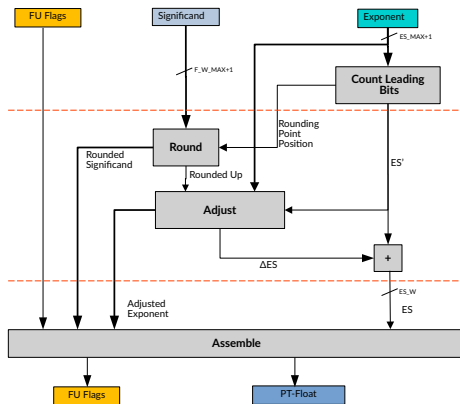 FU Flags
Significand
Exponent
ES_MAX+1
F_W_MAX+1
Count Leading
Bits
Rounding
Point
Position
Round
Rounded
Significand
ES'
Rounded Up
Adjust
+
ΔES
ES_W
Adjusted
Exponent
ES
Assemble
FU Flags
PT-Float